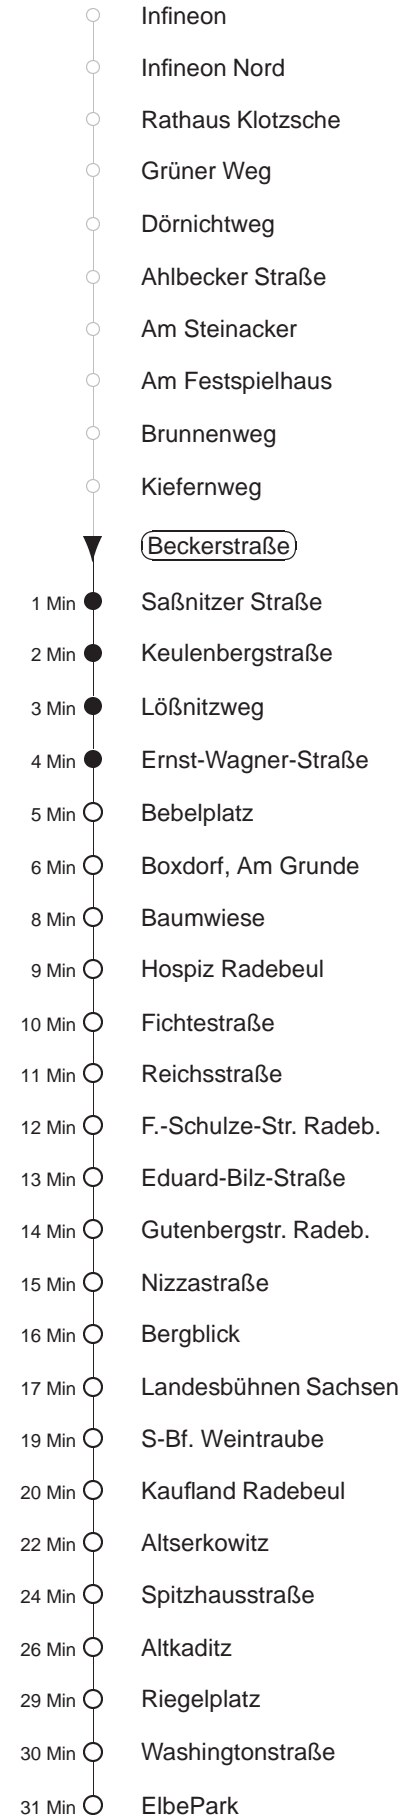 Infineon
Infineon Nord
Rathaus Klotzsche
Grüner Weg
Dörnichtweg
Ahlbecker Straße
Am Steinacker
Am Festspielhaus
Brunnenweg
Kiefernweg
Beckerstraße
1 Min Saßnitzer Straße
2 Min Keulenbergstraße
3 Min Lößnitzweg
4 Min Ernst-Wagner-Straße
5 Min Bebelplatz
6 Min Boxdorf, Am Grunde
8 Min Baumwiese
9 Min Hospiz Radebeul
10 Min Fichtestraße
11 Min Reichsstraße
12 Min F.-Schulze-Str. Radeb.
13 Min Eduard-Bilz-Straße
14 Min Gutenbergstr. Radeb.
15 Min Nizzastraße
16 Min Bergblick
17 Min Landesbühnen Sachsen
19 Min S-Bf. Weintraube
20 Min Kaufland Radebeul
22 Min Altserkowitz
24 Min Spitzhausstraße
26 Min Altkaditz
29 Min Riegelplatz
30 Min Washingtonstraße
31 Min ElbePark